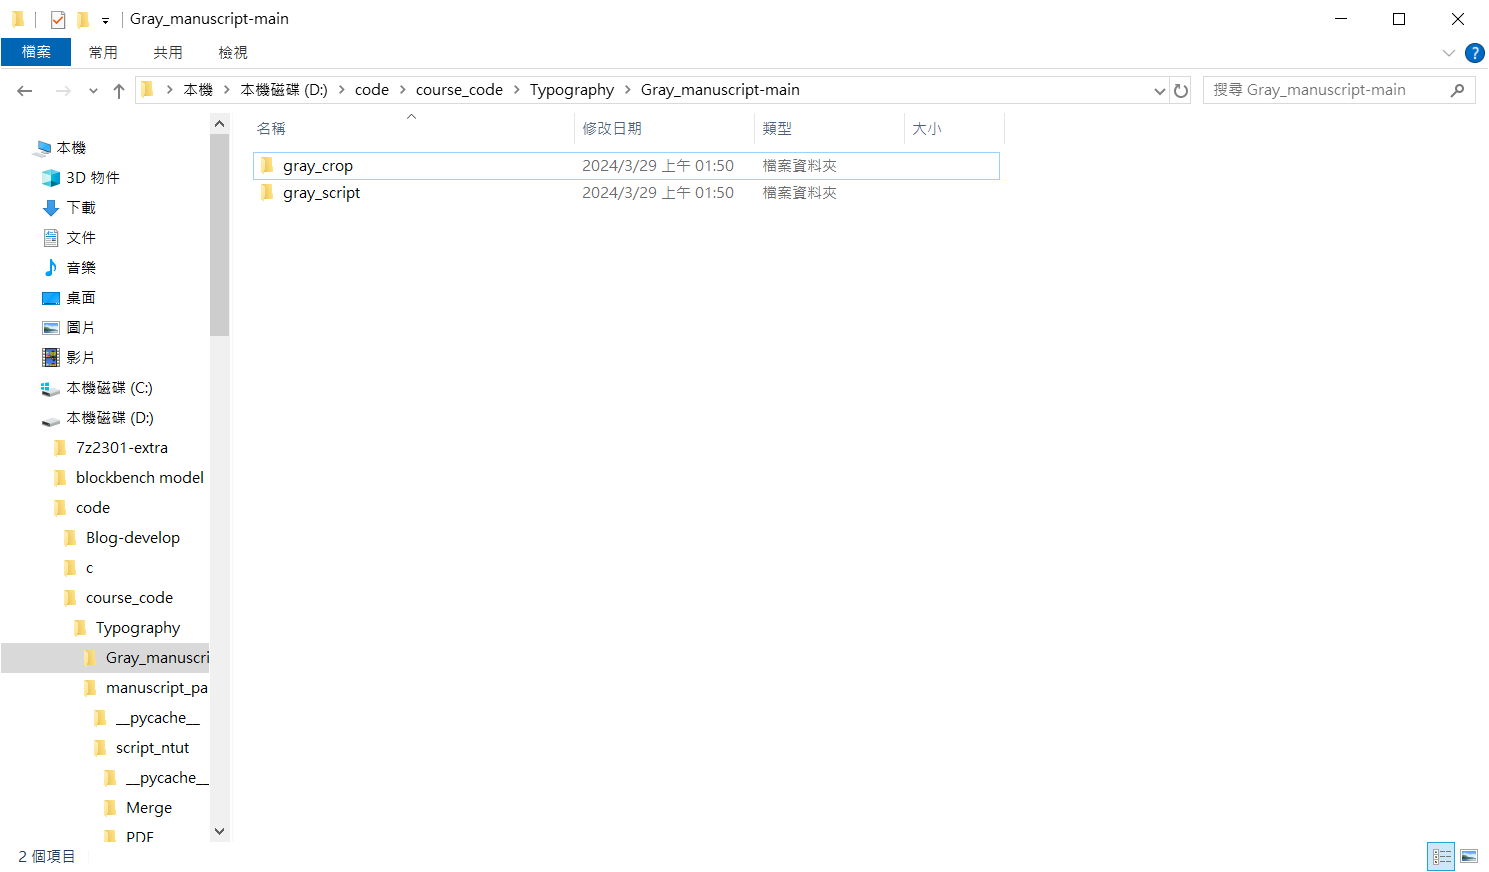 Gray_manuscript-main
檔案 常用 共用 檢視
本機 本機磁碟 (D:) code course_code Typography Gray_manuscript-main 搜尋 Gray_manuscript-main
名稱 修改日期 類型 大小
gray_crop 2024/3/29 上午 01:50 檔案資料夾
gray_script 2024/3/29 上午 01:50 檔案資料夾
本機
3D 物件
下載
文件
音樂
桌面
圖片
影片
本機磁碟 (C:)
本機磁碟 (D:)
7z2301-extra
blockbench model
code
Blog-develop
c
course_code
Typography
Gray_manuscri
manuscript_pa
__pycache__
script_ntut
__pycache__
Merge
PDF
2 個項目